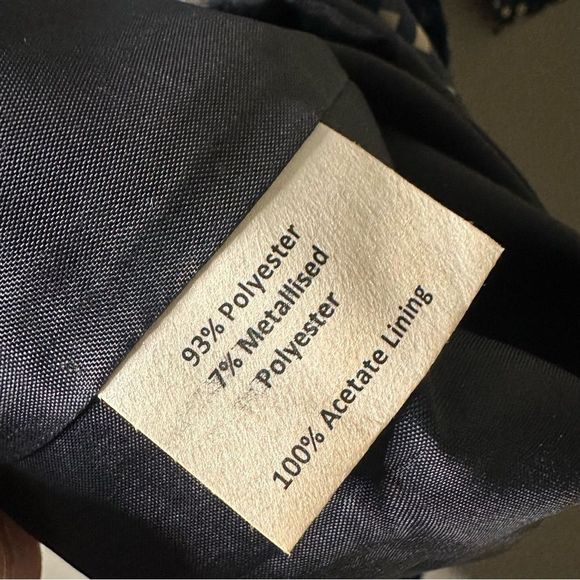 93% Polyester
7% Metallised
Polyester
100% Acetate Lining